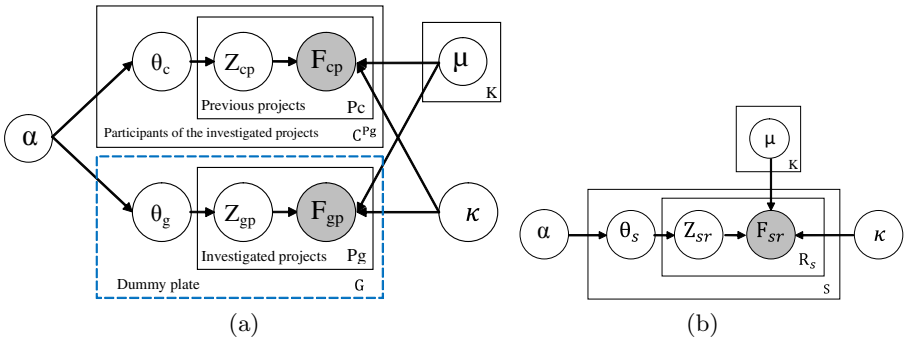 α
θc
Zcp
Fcp
Previous projects
Pc
Participants of the investigated projects
C^Pg
μ
K
θg
Zgp
Fgp
Investigated projects
Pg
Dummy plate
G
κ
(a)
μ
K
α
θs
Zsr
Fsr
Rs
S
κ
(b)